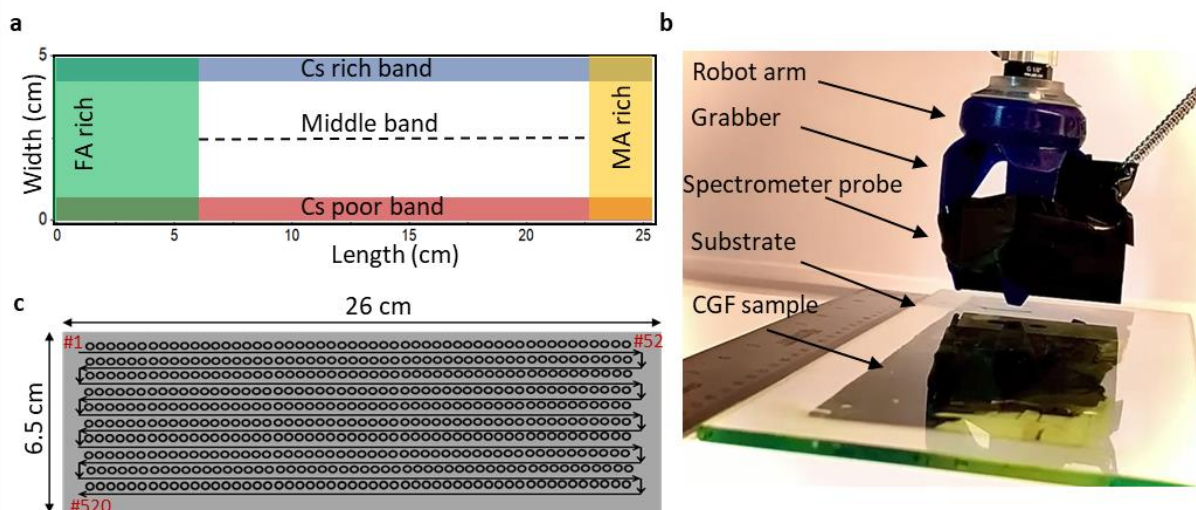 a
5
Width (cm)
0
FA rich
Cs rich band
Middle band
Cs poor band
MA rich
0
5
10
15
20
25
Length (cm)
b
Robot arm
Grabber
Spectrometer probe
Substrate
CGF sample
G 1/8"
c
26 cm
6.5 cm
#1
#52
#520